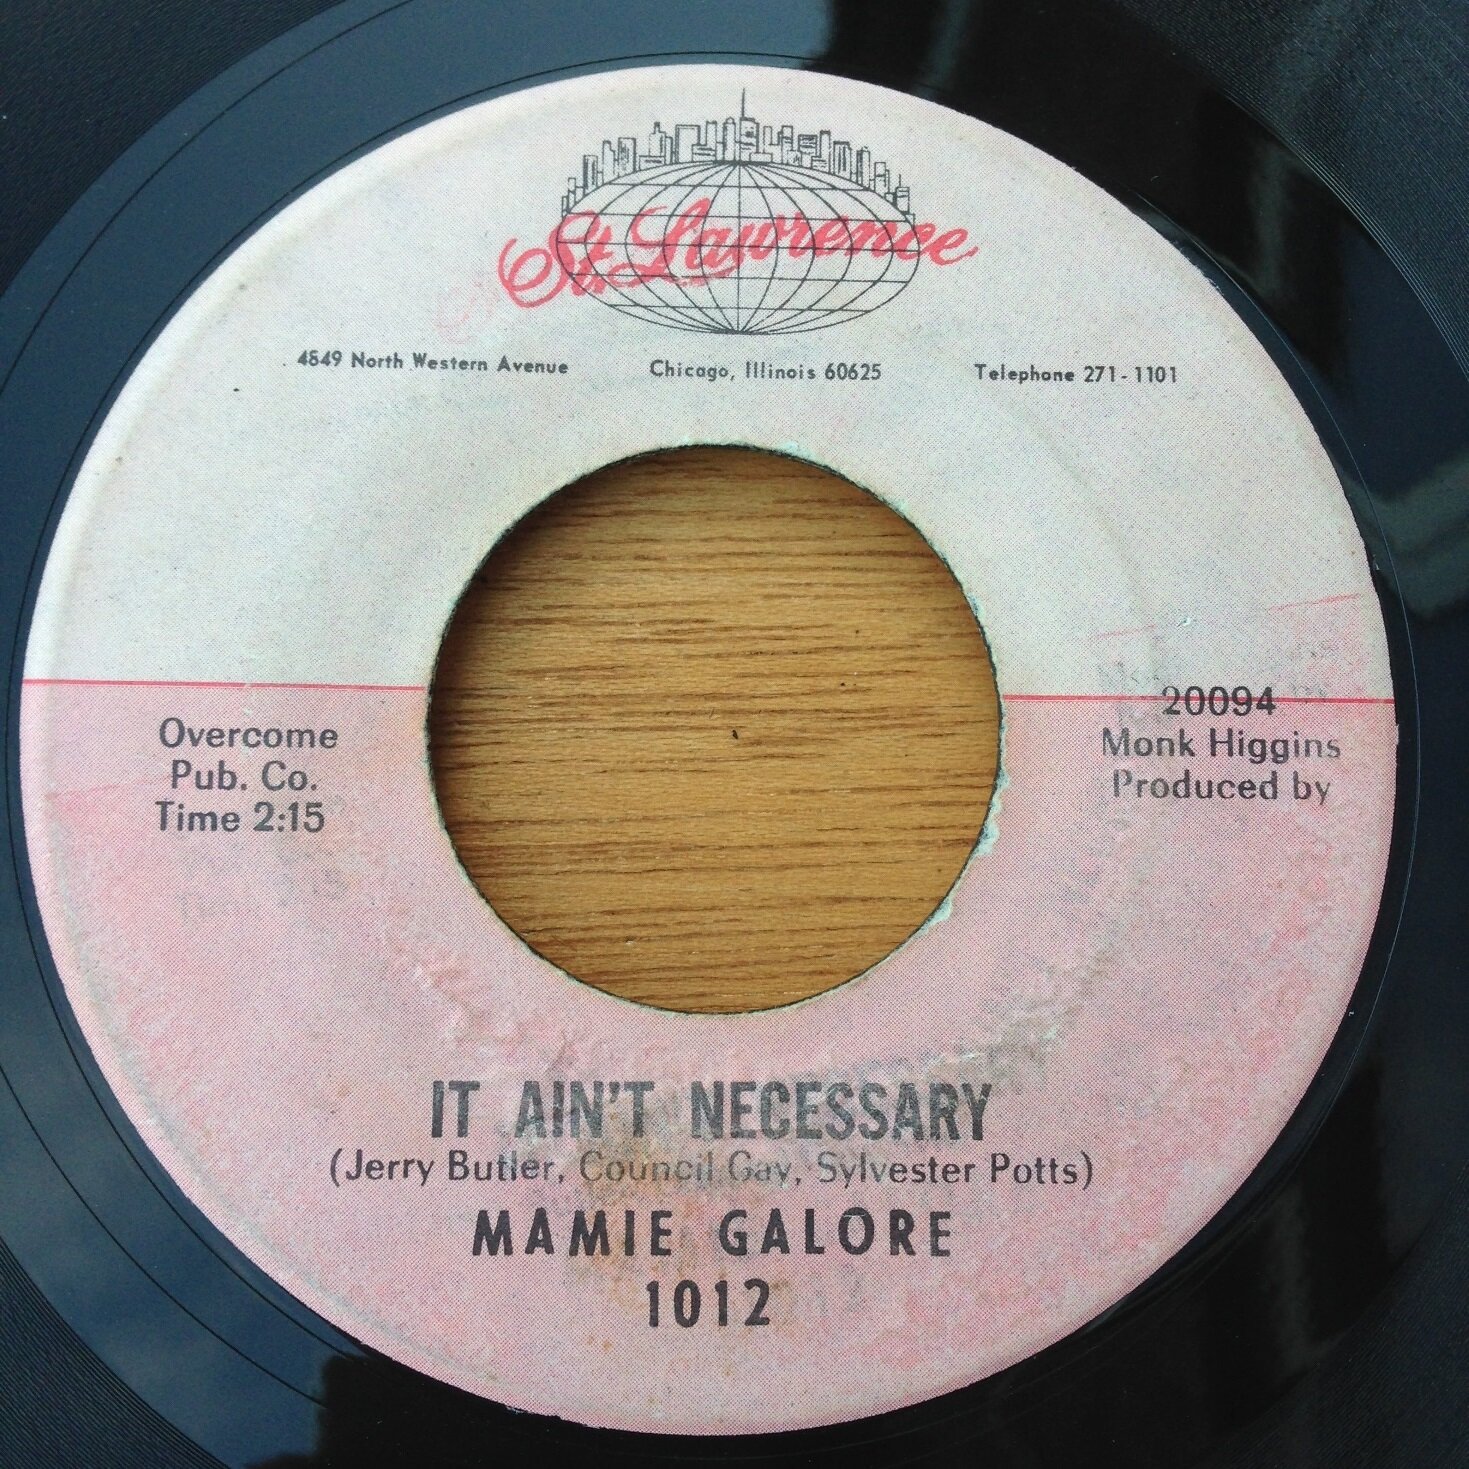 St. Lawrence
4849 North Western Avenue Chicago, Illinois 60625 Telephone 271-1101
Overcome
Pub. Co.
Time 2:15
20094
Monk Higgins
Produced by
IT AIN'T NECESSARY
(Jerry Butler, Council Gay, Sylvester Potts)
MAMIE GALORE
1012